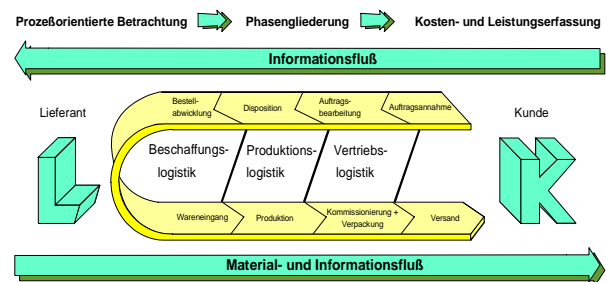 Prozeßorientierte Betrachtung Phasengliederung Kosten- und Leistungserfassung
Informationsfluß
Lieferant
Bestell-
abwicklung
Disposition
Auftrags-
bearbeitung
Auftragsannahme
Kunde
Beschaffungs-
logistik
Produktions-
logistik
Vertriebs-
logistik
L
K
Wareneingang
Produktion
Kommissionierung +
Verpackung
Versand
Material- und Informationsfluß